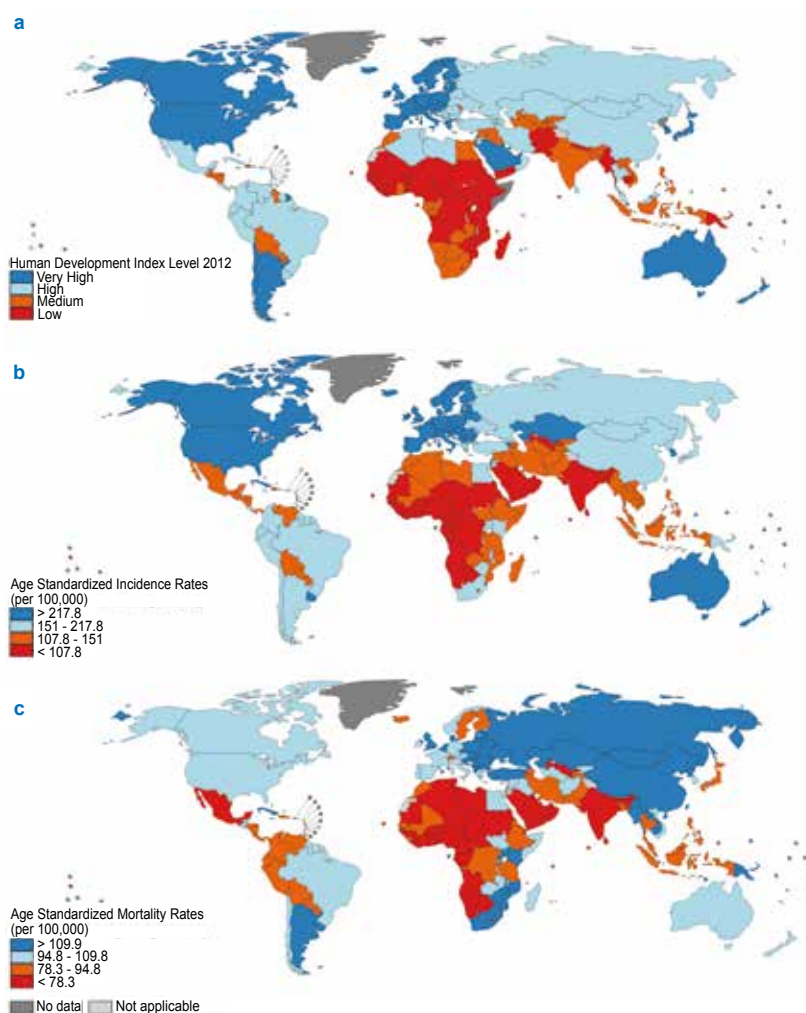 a
Human Development Index Level 2012
Very High
High
Medium
Low
b
Age Standardized Incidence Rates
(per 100,000)
> 217.8
151 - 217.8
107.8 - 151
< 107.8
c
Age Standardized Mortality Rates
(per 100,000)
> 109.9
94.8 - 109.8
78.3 - 94.8
< 78.3
No data Not applicable